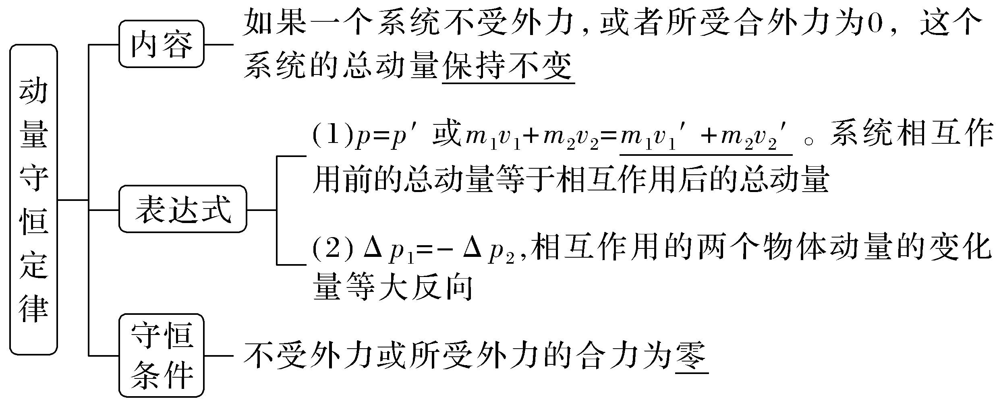 动量守恒定律
内容
如果一个系统不受外力,或者所受合外力为0,这个
系统的总动量保持不变
表达式
(1)p=p′或m₁v₁+m₂v₂=m₁v₁′+m₂v₂′。系统相互作
用前的总动量等于相互作用后的总动量
(2)Δp₁=-Δp₂,相互作用的两个物体动量的变化
量等大反向
守恒
条件
不受外力或所受外力的合力为零